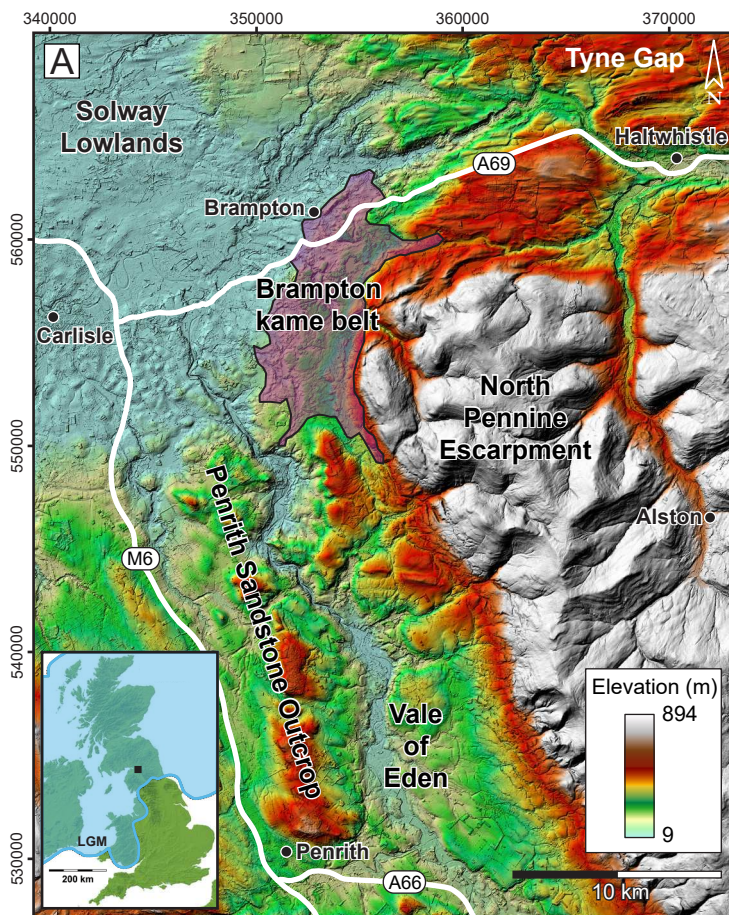 340000
350000
360000
370000
A
Tyne Gap
N
Solway
Lowlands
Haltwhistle
A69
Brampton
560000
Brampton
kame belt
Carlisle
North
Pennine
Escarpment
550000
Penrith Sandstone Outcrop
Alston
M6
540000
Elevation (m)
894
9
Vale
of
Eden
LGM
200 km
530000
Penrith
A66
10 km